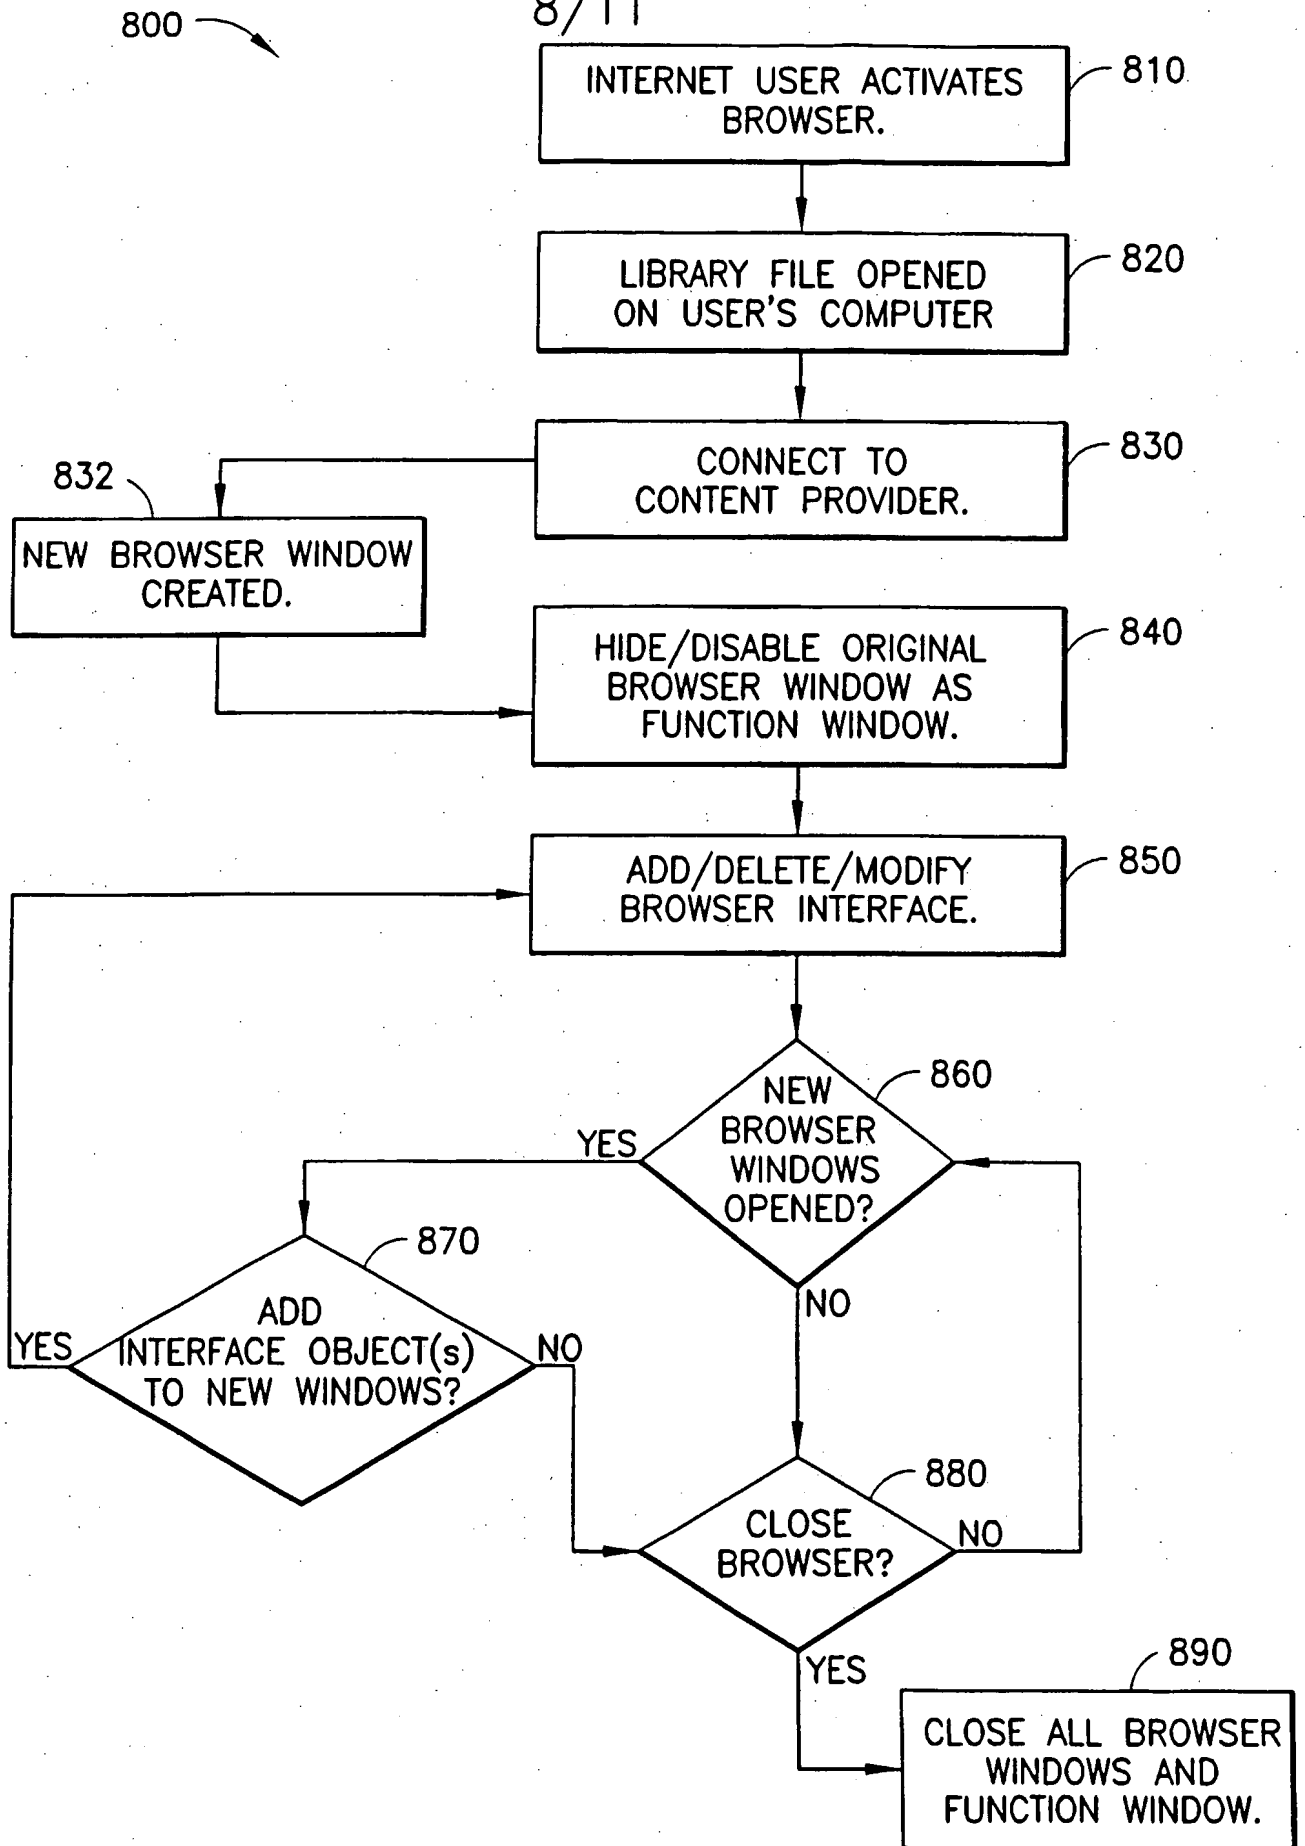 8/11
800
INTERNET USER ACTIVATES
BROWSER.
810
LIBRARY FILE OPENED
ON USER'S COMPUTER
820
CONNECT TO
CONTENT PROVIDER.
830
832
NEW BROWSER WINDOW
CREATED.
HIDE/DISABLE ORIGINAL
BROWSER WINDOW AS
FUNCTION WINDOW.
840
ADD/DELETE/MODIFY
BROWSER INTERFACE.
850
NEW
BROWSER
WINDOWS
OPENED?
860
YES
NO
870
ADD
INTERFACE OBJECT(s)
TO NEW WINDOWS?
YES
NO
880
CLOSE
BROWSER?
NO
YES
890
CLOSE ALL BROWSER
WINDOWS AND
FUNCTION WINDOW.